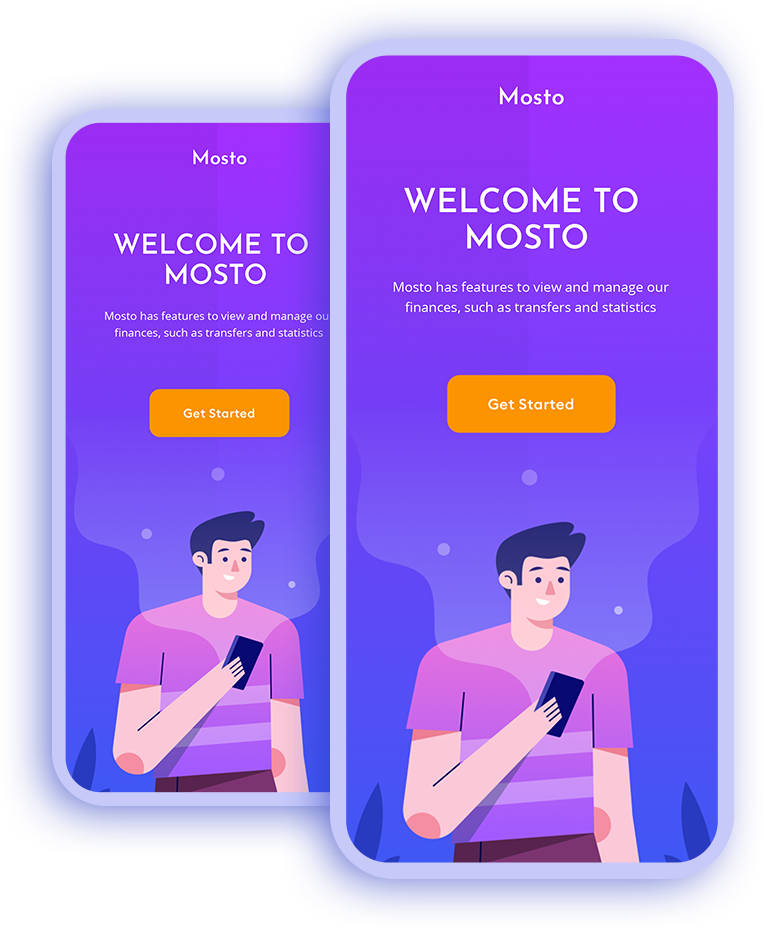 Mosto
WELCOME TO
MOSTO
Mosto has features to view and manage ou
finances, such as transfers and statistics
Get Started
Mosto
WELCOME TO
MOSTO
Mosto has features to view and manage our
finances, such as transfers and statistics
Get Started